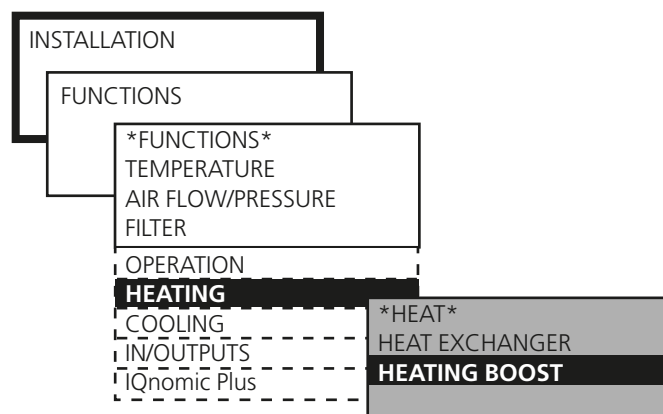 INSTALLATION
FUNCTIONS
*FUNCTIONS*
TEMPERATURE
AIR FLOW/PRESSURE
FILTER
OPERATION
HEATING
COOLING
IN/OUTPUTS
IQnomic Plus
*HEAT*
HEAT EXCHANGER
HEATING BOOST